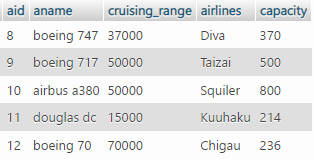 aid aname cruising_range airlines capacity
8 boeing 747 37000 Diva 370
9 boeing 717 50000 Taizai 500
10 airbus a380 50000 Squiler 800
11 douglas dc 15000 Kuuhaku 214
12 boeing 70 70000 Chigau 236